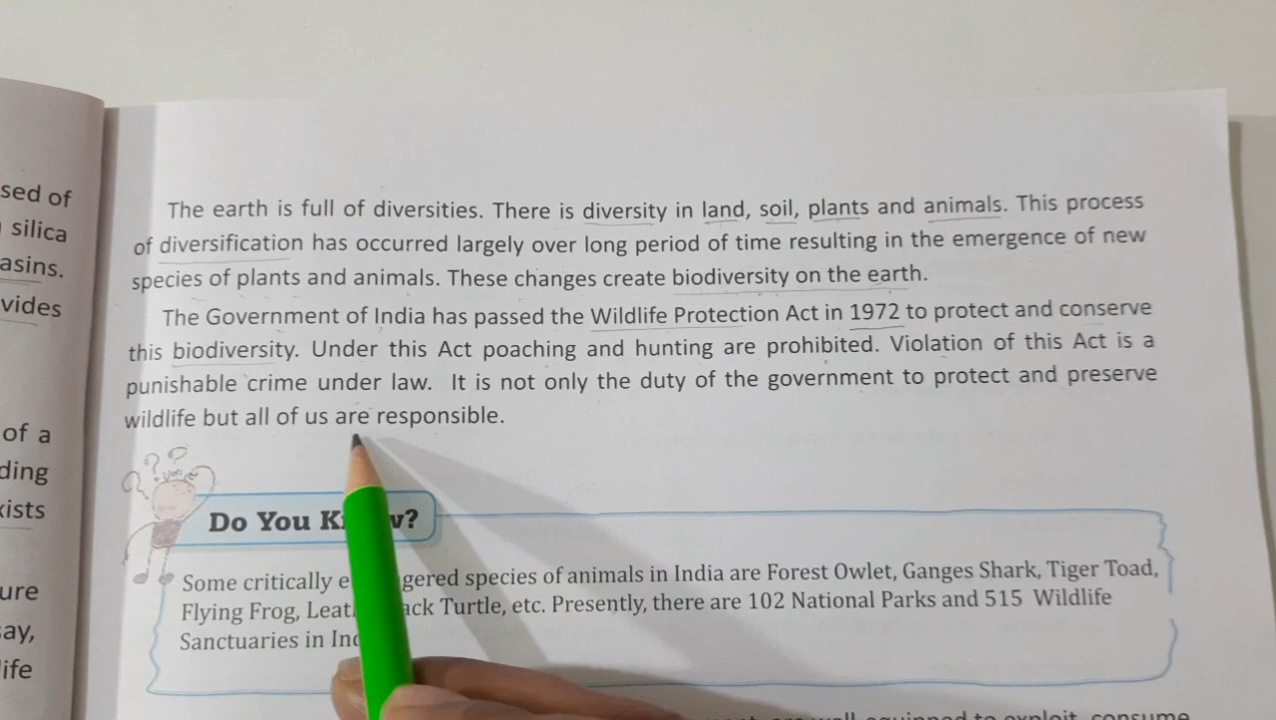 sed of
silica
asins.
vides
of a
ding
ists
ure
ay,
ife
The earth is full of diversities. There is diversity in land, soil, plants and animals. This process
of diversification has occurred largely over long period of time resulting in the emergence of new
species of plants and animals. These changes create biodiversity on the earth.
The Government of India has passed the Wildlife Protection Act in 1972 to protect and conserve
this biodiversity. Under this Act poaching and hunting are prohibited. Violation of this Act is a
punishable crime under law. It is not only the duty of the government to protect and preserve
wildlife but all of us are responsible.
Do You K w?
Some critically e gered species of animals in India are Forest Owlet, Ganges Shark, Tiger Toad,
Flying Frog, Leat ack Turtle, etc. Presently, there are 102 National Parks and 515 Wildlife
Sanctuaries in Ind
well equipped to exploit, consume